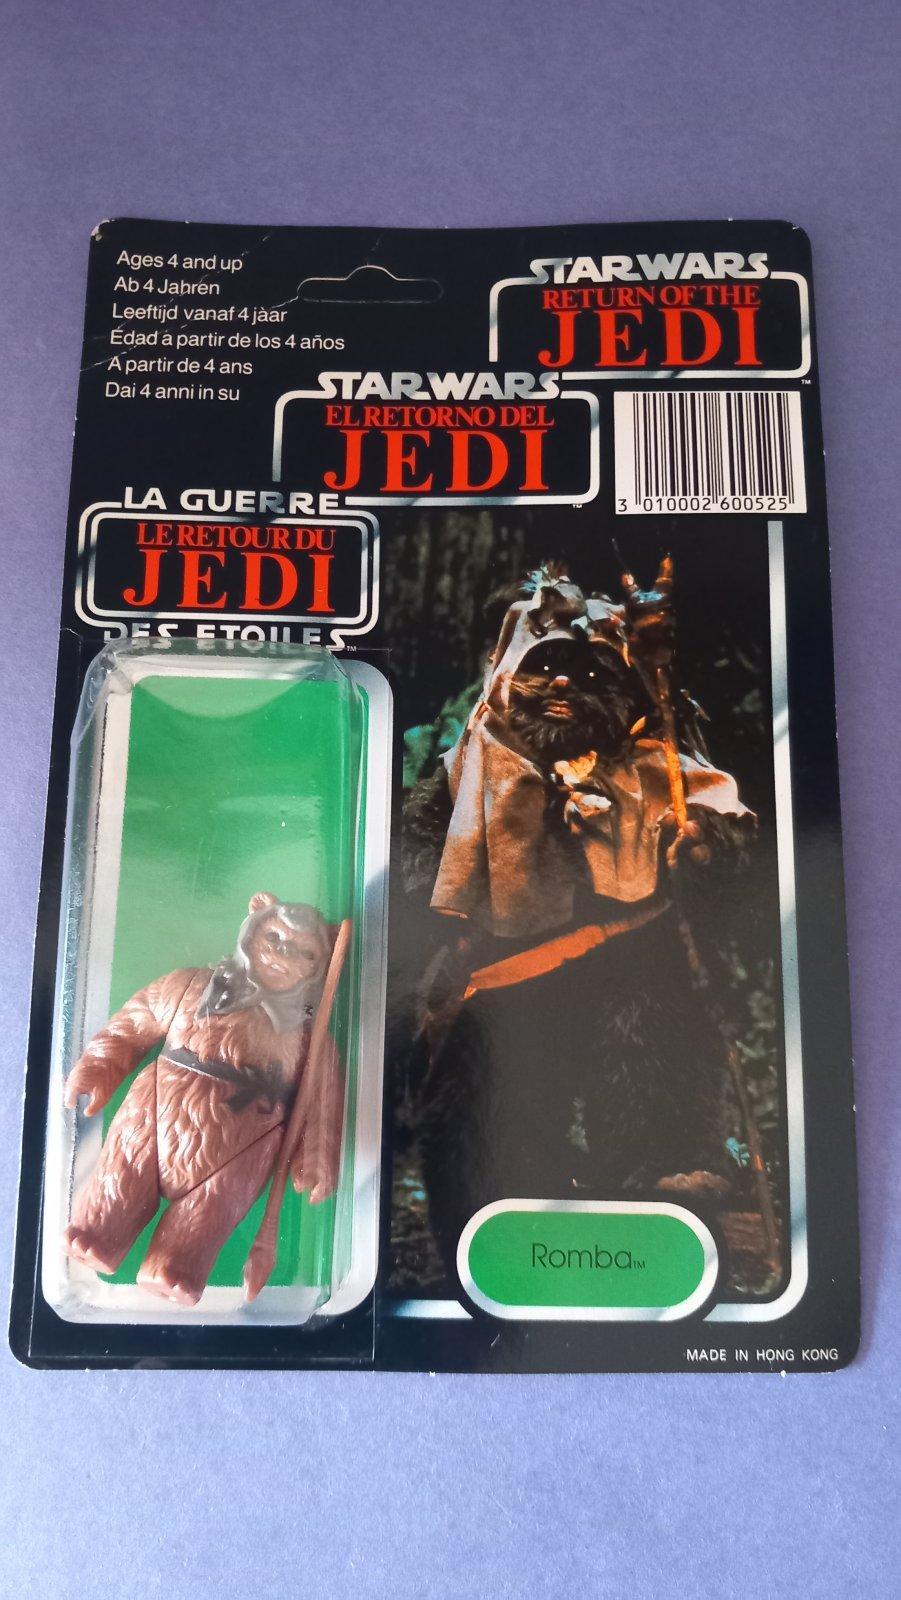 Ages 4 and up
Ab 4 Jahren
Leeftijd vanaf 4 jàar
Edad a partir de los 4 años
A partir de 4 ans
Dai 4 anni in su
STAR WARS
RETURN OF THE
JEDI
TM
STAR WARS
EL RETORNO DEL
JEDI
TM
3 010002 600525
LA GUERRE
LE RETOUR DU
JEDI
DES ETOILES
TM
Romba TM
MADE IN HONG KONG